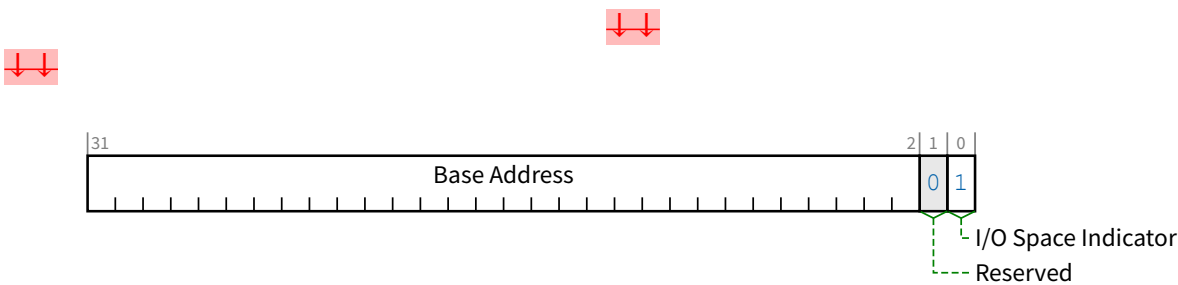 31 2 1 0
Base Address 0 1
I/O Space Indicator
Reserved